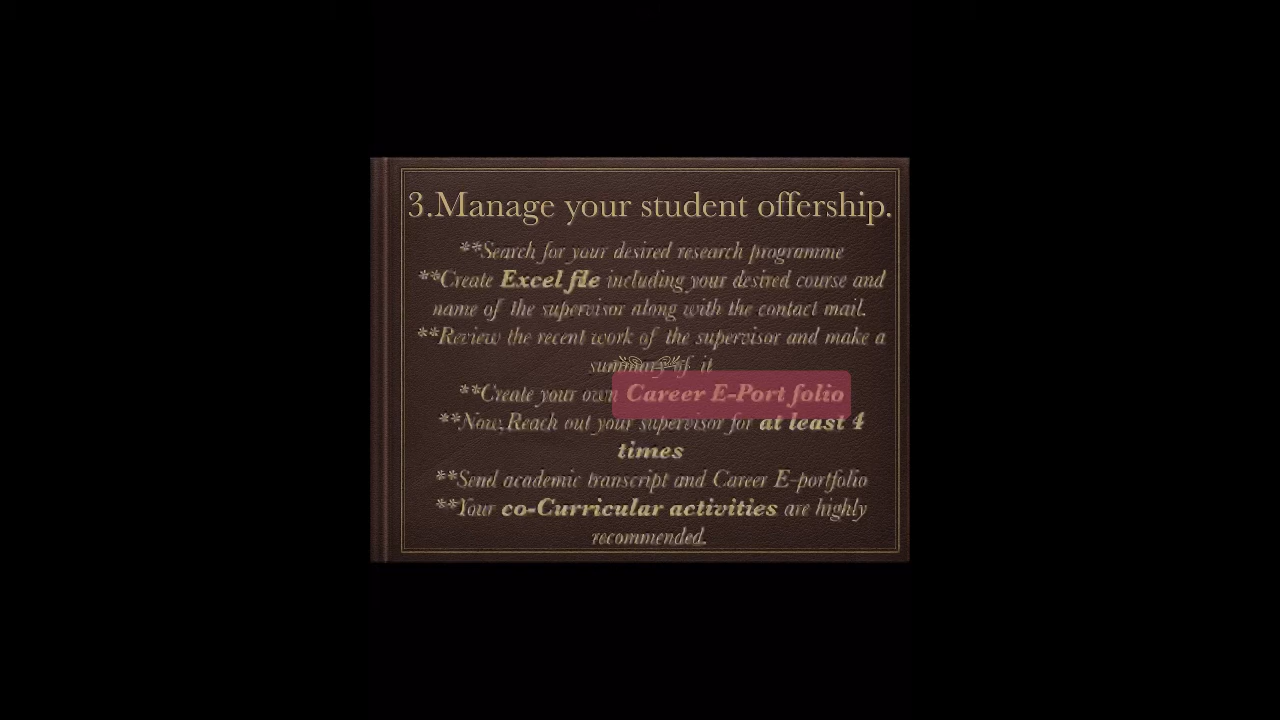 3.Manage your student offership.
**Search for your desired research programme
**Create Excel file including your desired course and
name of the supervisor along with the contact mail.
**Review the recent work of the supervisor and make a
summary of it
**Create your own Career E-Port folio
**Now,Reach out your supervisor for at least 4
times
**Send academic transcript and Career E-portfolio
**Your co-Curricular activities are highly
recommended.